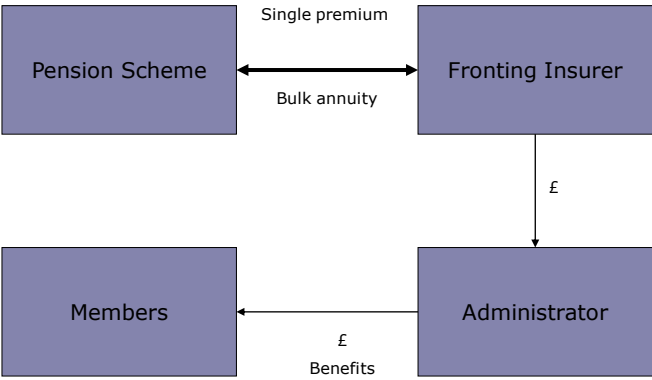 Single premium
Pension Scheme
Fronting Insurer
Bulk annuity
£
Members
Administrator
£
Benefits